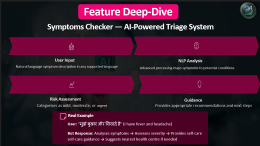 Feature Deep-Dive
Symptoms Checker — AI-Powered Triage System
User Input
Natural language symptom description in any supported language
NLP Analysis
Advanced processing maps symptoms to potential conditions
Risk Assessment
Categorizes as mild, moderate, or urgent
Guidance
Provides appropriate recommendations and next steps
Real Example
User: "मुझे बुखार और सिरदर्द है" (I have fever and headache)
Bot Response: Analyzes symptoms → Assesses severity → Provides self-care
self-care guidance → Suggests nearest health centre if needed